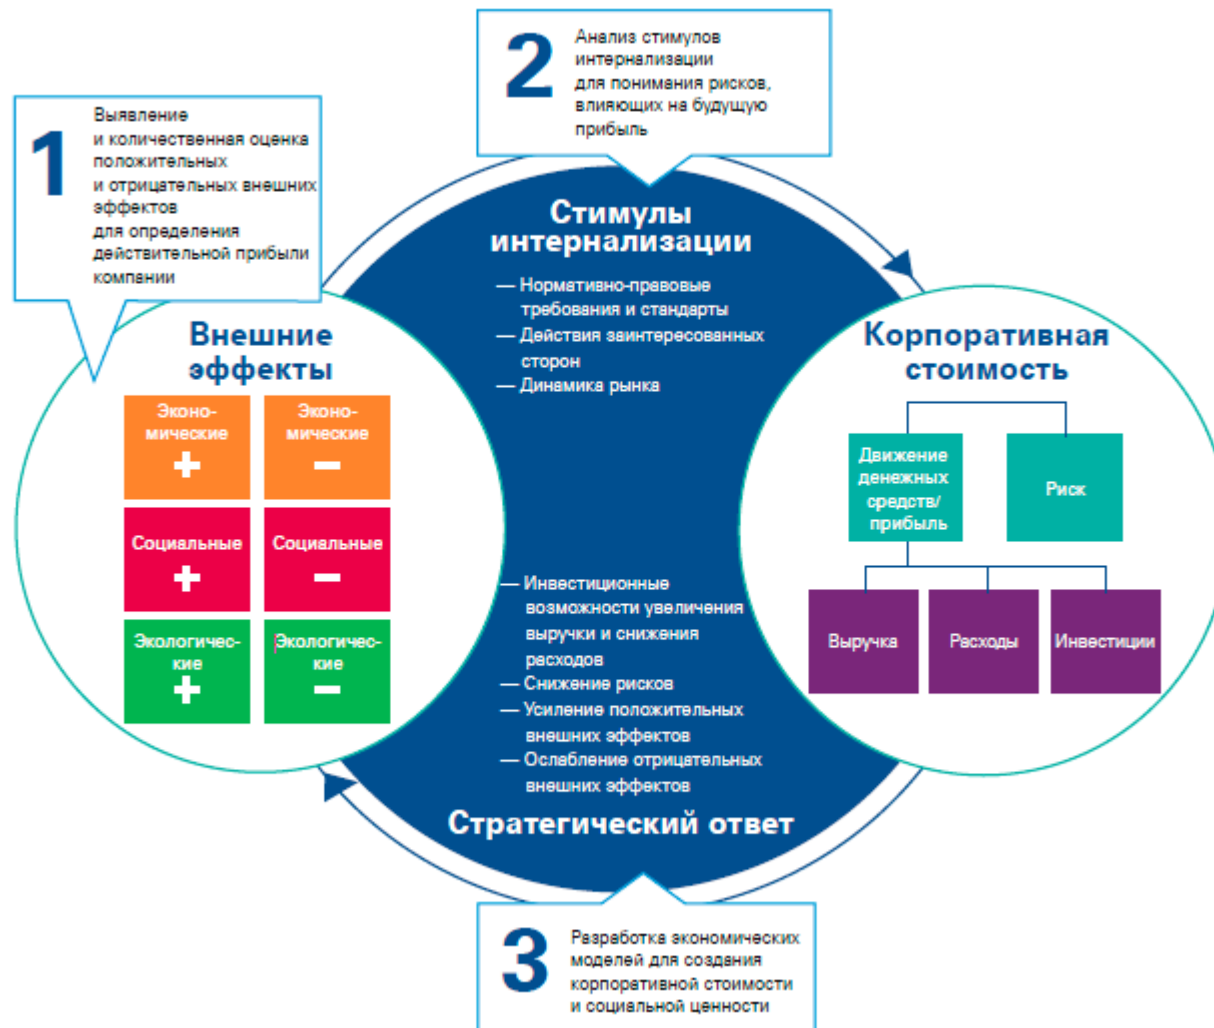 1
Выявление
и количественная оценка
положительных
и отрицательных внешних
эффектов
для определения
действительной прибыли
компании
2
Анализ стимулов
интернализации
для понимания рисков,
влияющих на будущую
прибыль
Стимулы
интернализации
— Нормативно-правовые
требования и стандарты
— Действия заинтересованных
сторон
— Динамика рынка
Внешние
эффекты
Эконо-
мические
+
Эконо-
мические
−
Социальные
+
Социальные
−
Экологичес-
кие
+
Экологичес-
кие
−
Корпоративная
стоимость
Движение
денежных
средств/
прибыль
Риск
Выручка
Расходы
Инвестиции
— Инвестиционные
возможности увеличения
выручки и снижения
расходов
— Снижение рисков
— Усиление положительных
внешних эффектов
— Ослабление отрицательных
внешних эффектов
Стратегический ответ
3
Разработка экономических
моделей для создания
корпоративной стоимости
и социальной ценности